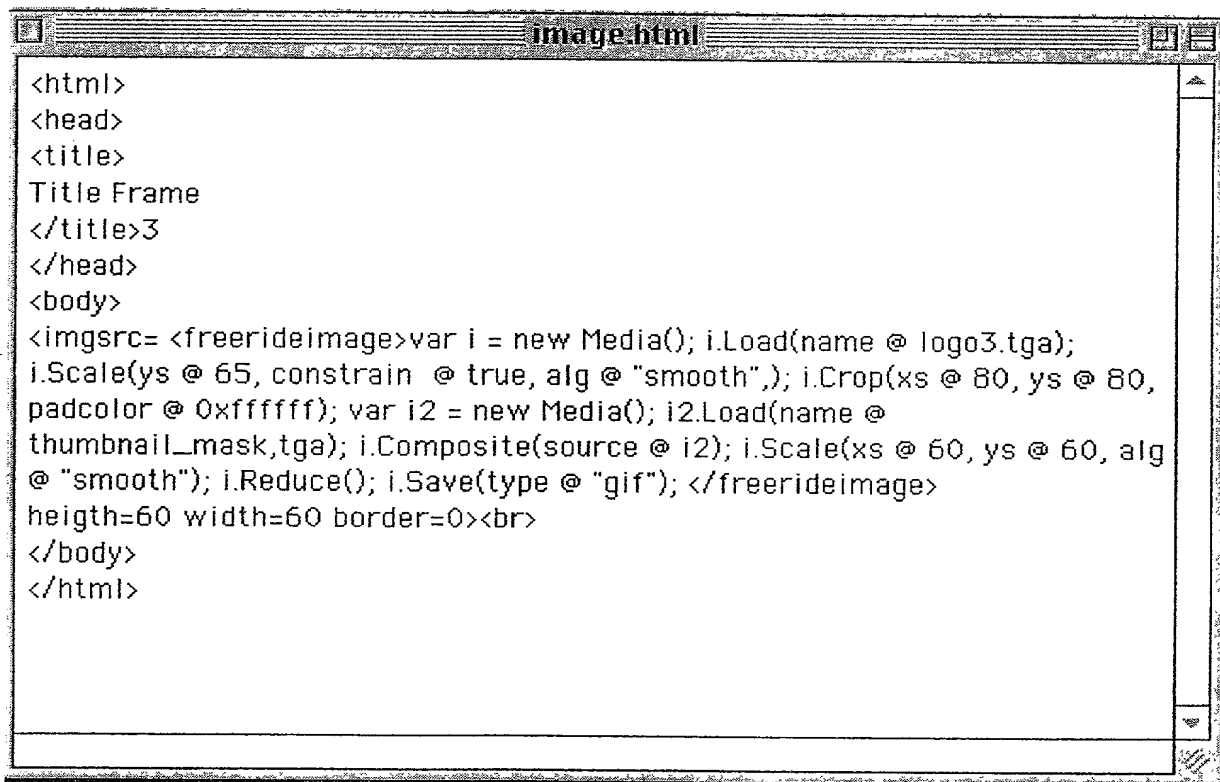 image.html
<html>
<head>
<title>
Title Frame
</title>3
</head>
<body>
<imgsrc= <freerideimage>var i = new Media(); i.Load(name @ logo3.tga);
i.Scale(ys @ 65, constrain @ true, alg @ "smooth",); i.Crop(xs @ 80, ys @ 80,
padcolor @ 0xffffff); var i2 = new Media(); i2.Load(name @
thumbnail_mask,tga); i.Composite(source @ i2); i.Scale(xs @ 60, ys @ 60, alg
@ "smooth"); i.Reduce(); i.Save(type @ "gif"); </freerideimage>
heigth=60 width=60 border=0><br>
</body>
</html>